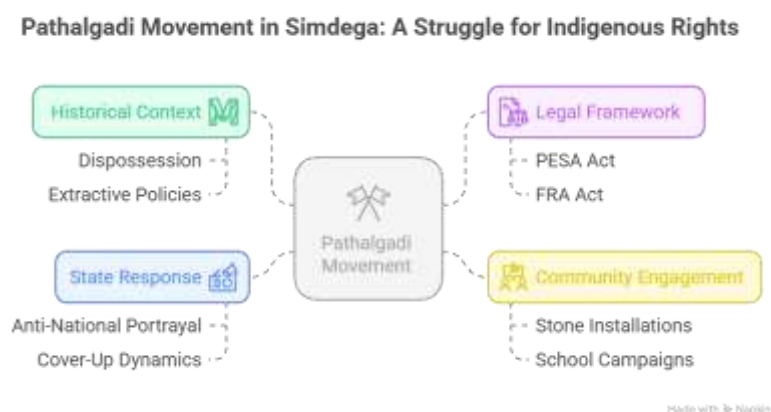 Pathalgadi Movement in Simdega: A Struggle for Indigenous Rights
Historical Context
Dispossession
Extractive Policies
Legal Framework
PESA Act
FRA Act
Pathalgadi
Movement
State Response
Anti-National Portrayal
Cover-Up Dynamics
Community Engagement
Stone Installations
School Campaigns
Made with Napkin